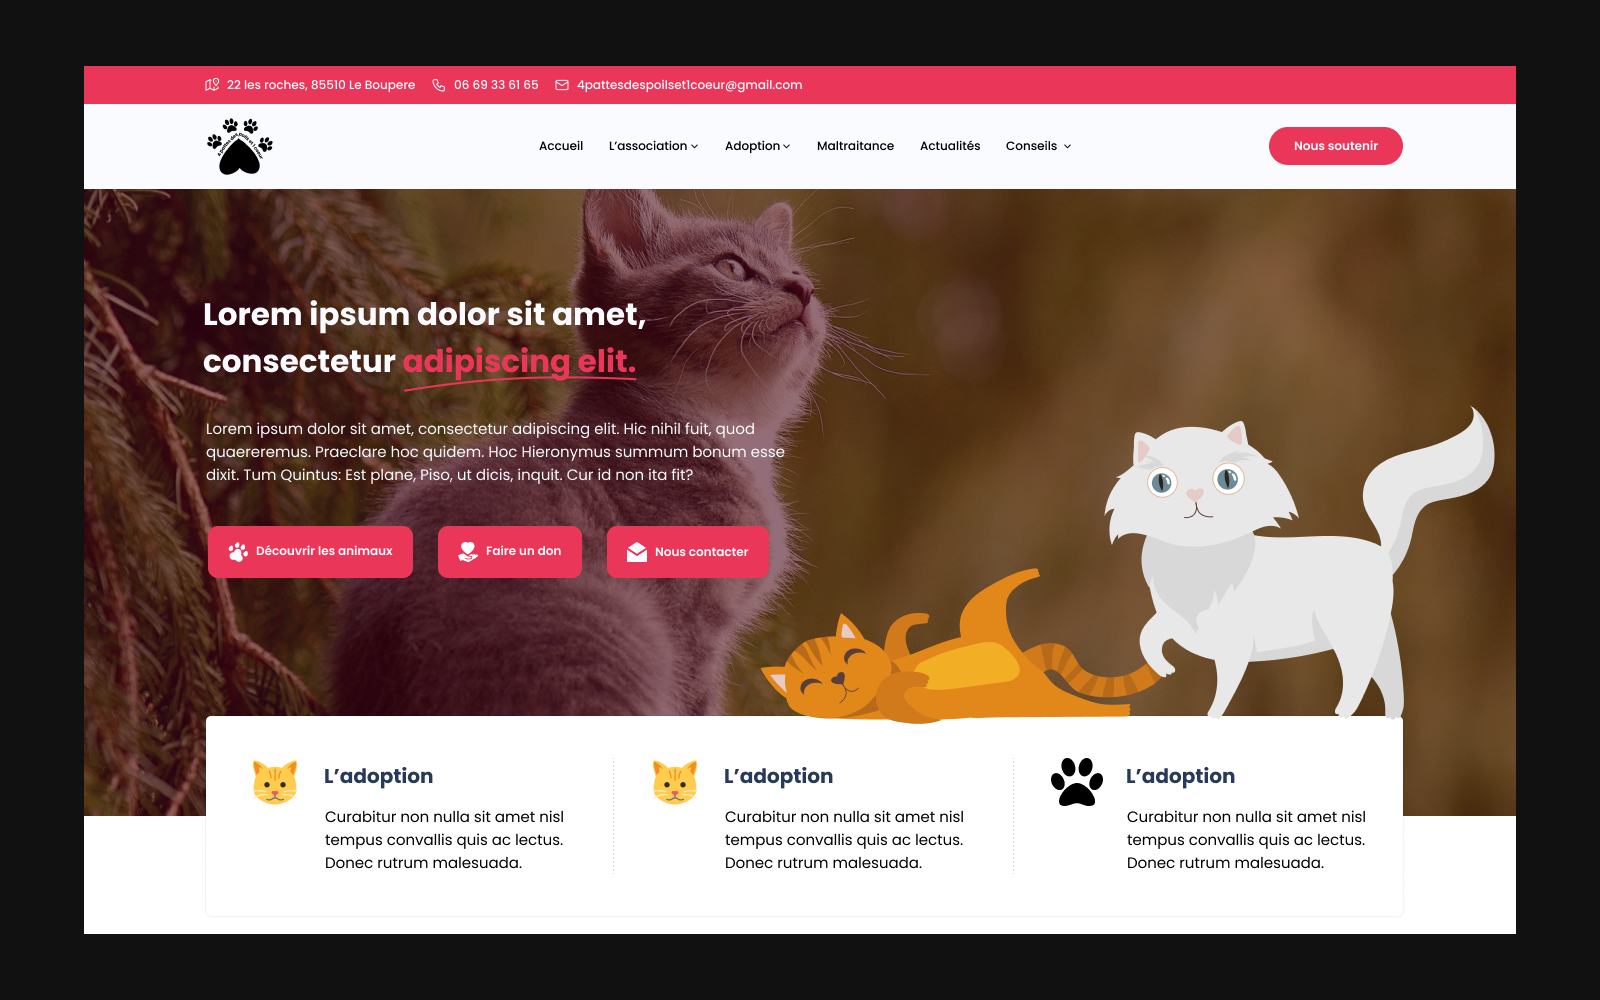 22 les roches, 85510 Le Boupere
06 69 33 61 65
4pattesdespoilset1coeur@gmail.com
Accueil
L’association
Adoption
Maltraitance
Actualités
Conseils
Nous soutenir
Lorem ipsum dolor sit amet,
consectetur adipiscing elit.
Lorem ipsum dolor sit amet, consectetur adipiscing elit. Hic nihil fuit, quod
quaereremus. Praeclare hoc quidem. Hoc Hieronymus summum bonum esse
dixit. Tum Quintus: Est plane, Piso, ut dicis, inquit. Cur id non ita fit?
Découvrir les animaux
Faire un don
Nous contacter
L’adoption
Curabitur non nulla sit amet nisl
tempus convallis quis ac lectus.
Donec rutrum malesuada.
L’adoption
Curabitur non nulla sit amet nisl
tempus convallis quis ac lectus.
Donec rutrum malesuada.
L’adoption
Curabitur non nulla sit amet nisl
tempus convallis quis ac lectus.
Donec rutrum malesuada.